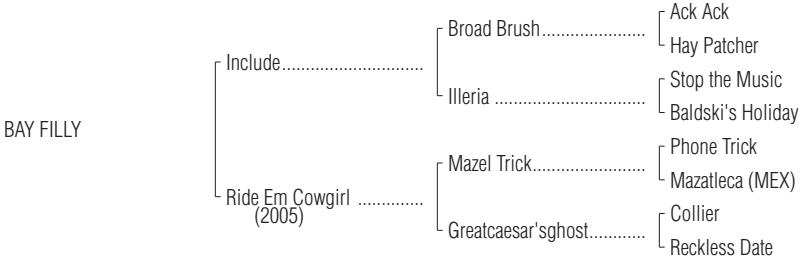 Ack Ack
Broad Brush......................
Hay Patcher
Include.............................
Stop the Music
Illeria ...............................
Baldski's Holiday
BAY FILLY
Phone Trick
Mazel Trick.......................
Mazatleca (MEX)
Ride Em Cowgirl ..............
(2005)
Collier
Greatcaesar'sghost............
Reckless Date